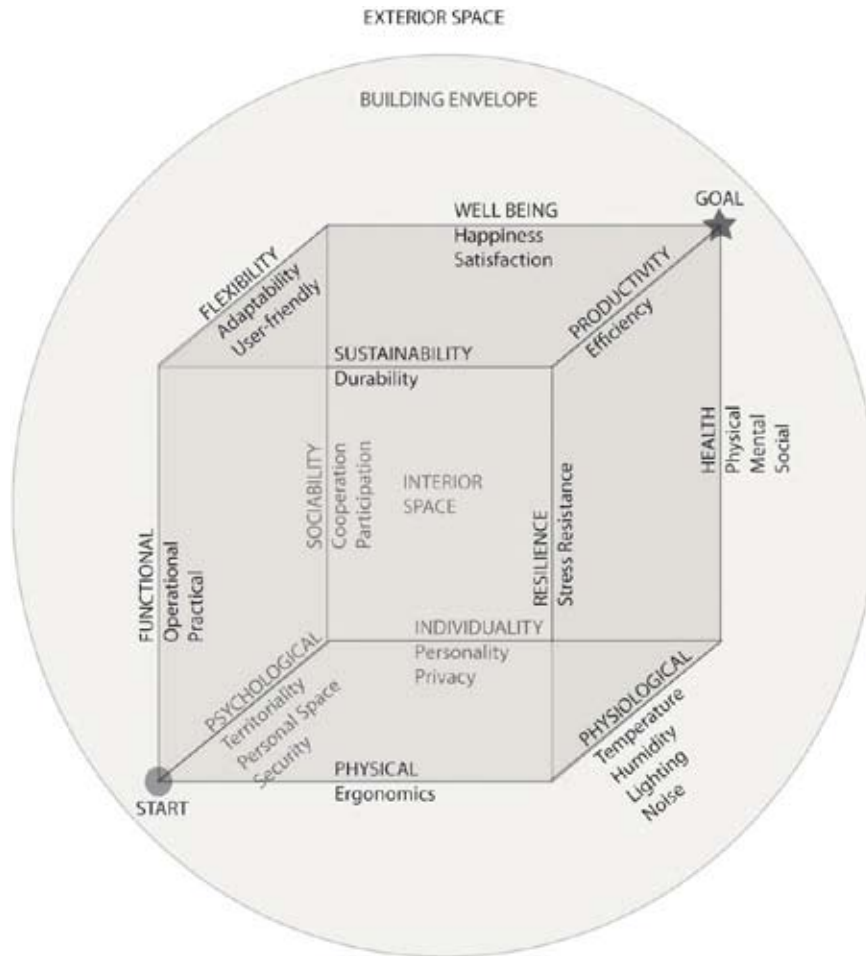 EXTERIOR SPACE
BUILDING ENVELOPE
GOAL
WELL BEING
Happiness
Satisfaction
FLEXIBILITY
Adaptability
User-friendly
PRODUCTIVITY
Efficiency
SUSTAINABILITY
Durability
HEALTH
Physical
Mental
Social
SOCIABILITY
Cooperation
Participation
INTERIOR
SPACE
RESILIENCE
Stress Resistance
FUNCTIONAL
Operational
Practical
INDIVIDUALITY
Personality
Privacy
PSYCHOLOGICAL
Territoriality
Personal Space
Security
PHYSIOLOGICAL
Temperature
Humidity
Lighting
Noise
PHYSICAL
Ergonomics
START